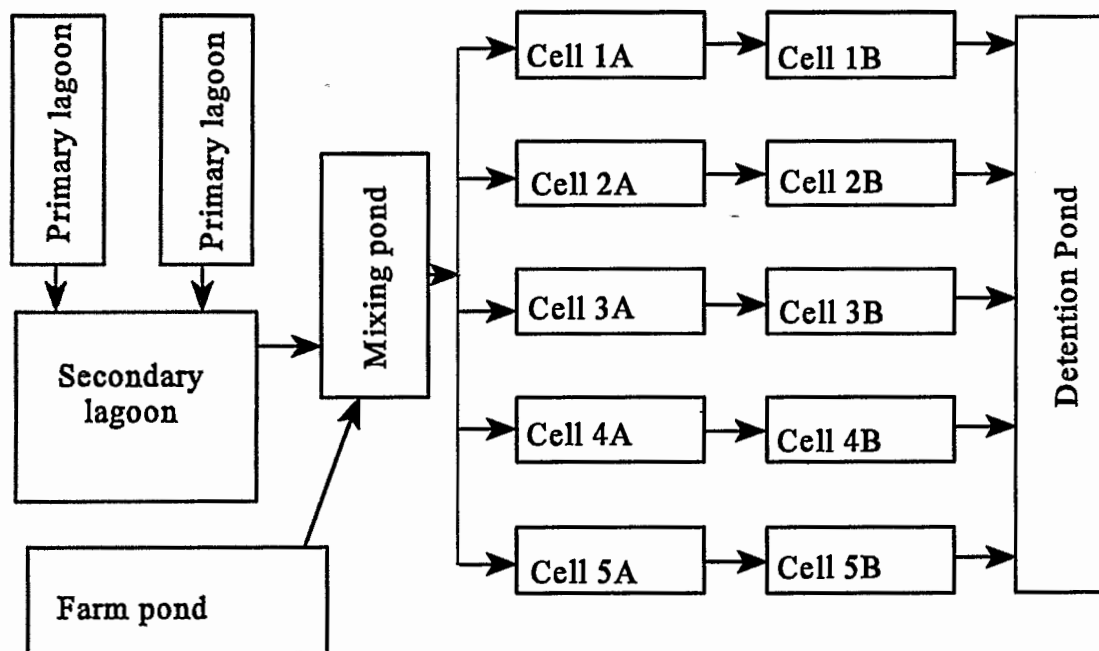 Primary lagoon
Primary lagoon
Secondary
lagoon
Farm pond
Mixing pond
Cell 1A
Cell 1B
Cell 2A
Cell 2B
Cell 3A
Cell 3B
Cell 4A
Cell 4B
Cell 5A
Cell 5B
Detention Pond